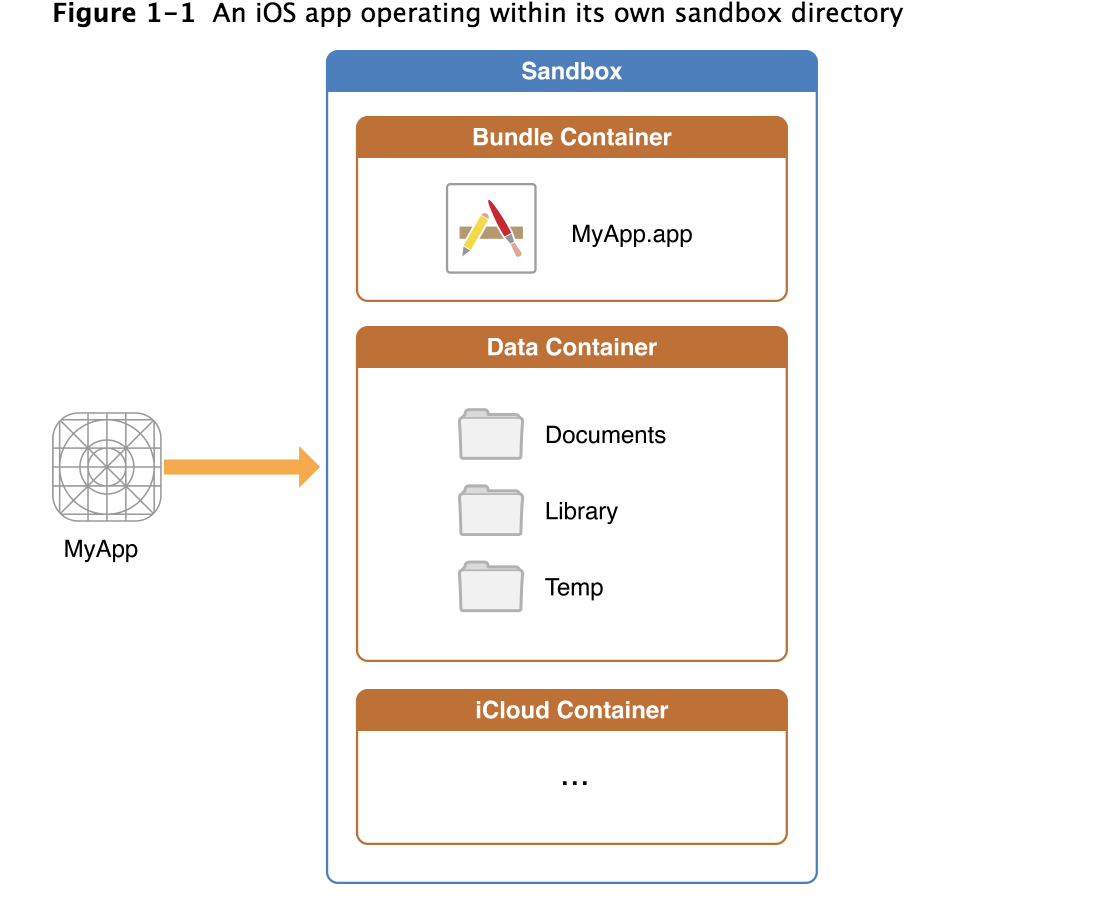 Figure 1–1 An iOS app operating within its own sandbox directory
Sandbox
Bundle Container
MyApp.app
Data Container
Documents
Library
Temp
MyApp
iCloud Container
...